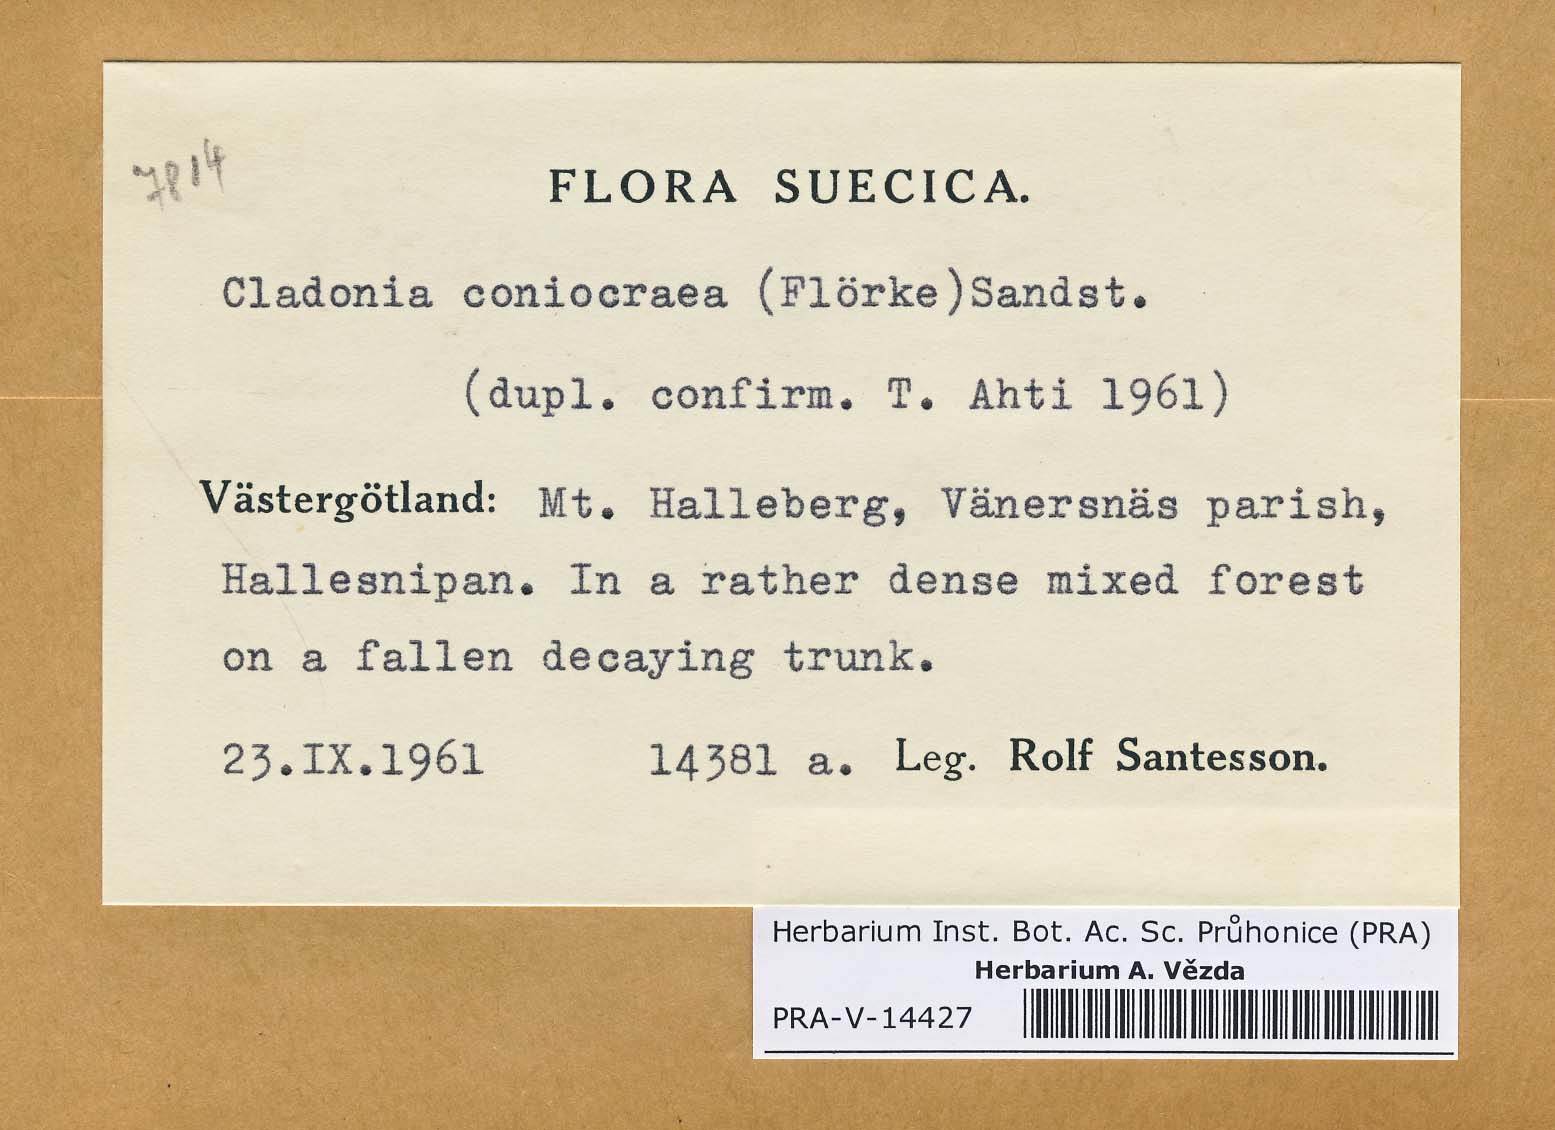 7814
FLORA SUECICA.
Cladonia coniocraea (Flörke)Sandst.
(dupl. confirm. T. Ahti 1961)
Västergötland: Mt. Halleberg, Vänersnäs parish,
Hallesnipan. In a rather dense mixed forest
on a fallen decaying trunk.
23.IX.1961 14381 a. Leg. Rolf Santesson.
Herbarium Inst. Bot. Ac. Sc. Průhonice (PRA)
Herbarium A. Vězda
PRA-V-14427